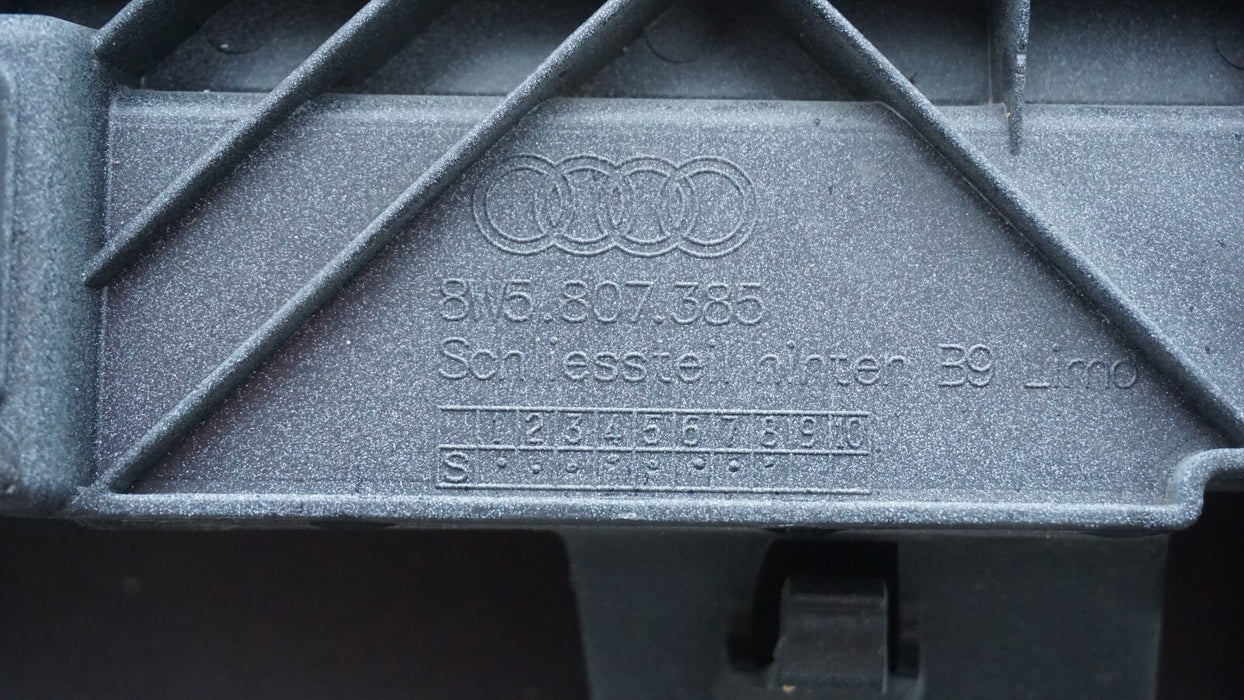 8W5.807.385
Schliessteil hinten B9 Limo
1 2 3 4 5 6 7 8 9 10
S